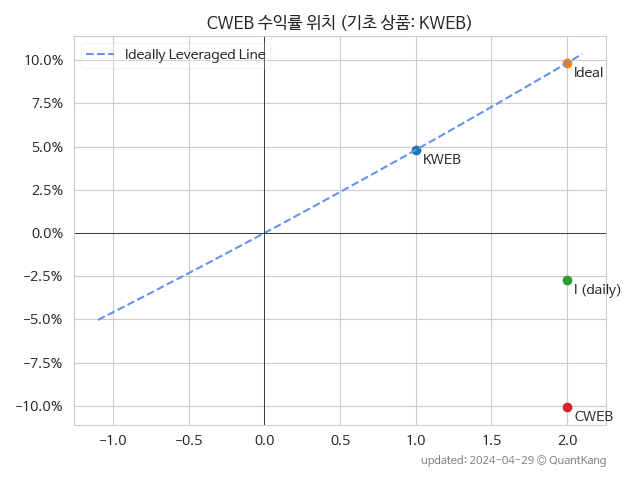 CWEB 수익률 위치 (기초 상품: KWEB)
Ideally Leveraged Line
10.0%
7.5%
5.0%
2.5%
0.0%
−2.5%
−5.0%
−7.5%
−10.0%
Ideal
KWEB
I (daily)
CWEB
−1.0 −0.5 0.0 0.5 1.0 1.5 2.0
updated: 2024-04-29 © QuantKang